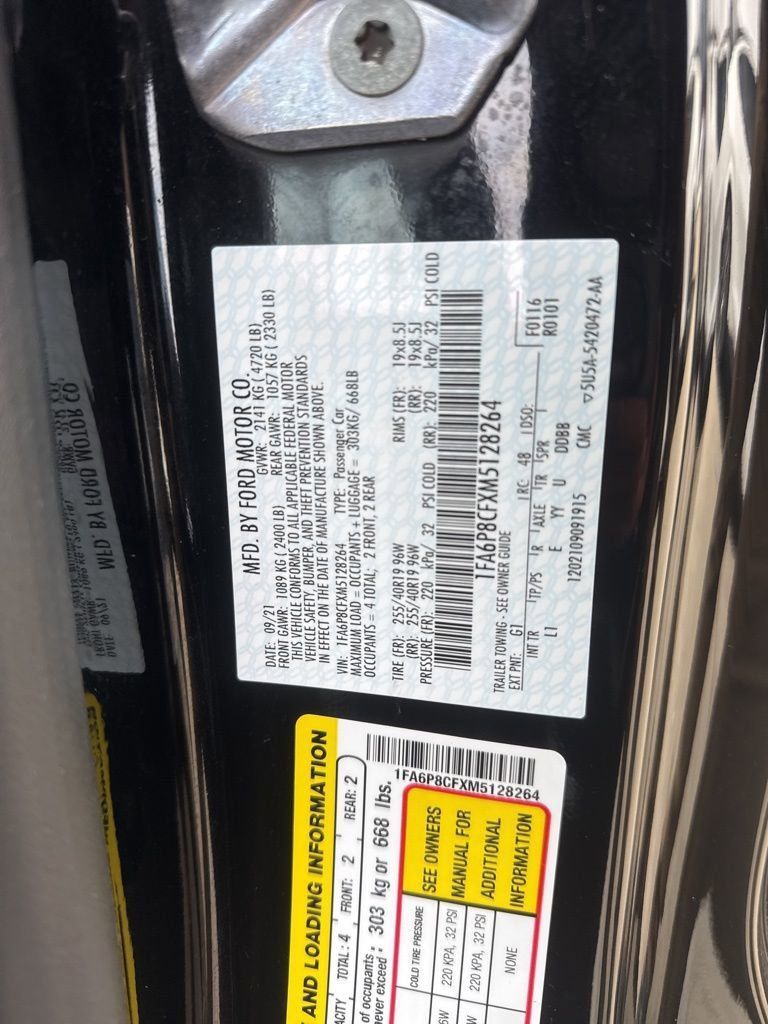 MFD. BY FORD MOTOR CO.
DATE: 09/21 GVWR: 2141 KG ( 4720 LB)
FRONT GAWR: 1089 KG ( 2400 LB) REAR GAWR: 1057 KG ( 2330 LB)
THIS VEHICLE CONFORMS TO ALL APPLICABLE FEDERAL MOTOR
VEHICLE SAFETY, BUMPER, AND THEFT PREVENTION STANDARDS
IN EFFECT ON THE DATE OF MANUFACTURE SHOWN ABOVE.
VIN: 1FA6P8CFXM5128264 TYPE: Passenger Car
MAXIMUM LOAD = OCCUPANTS + LUGGAGE = 303KG/ 668LB
OCCUPANTS = 4 TOTAL; 2 FRONT, 2 REAR
TIRE (FR): 255/40R19 96W RIMS (FR): 19x8.5J
(RR): 255/40R19 96W (RR): 19x8.5J
PRESSURE (FR): 220 kPa/ 32 PSI COLD (RR): 220 kPa/ 32 PSI COLD
1FA6P8CFXM5128264
TRAILER TOWING - SEE OWNER GUIDE
EXT PNT: G1 RC: 48 DSO: F0116
INT TR TP/PS R AXLE TR SPR R0101
L1 E YY U DDBB
1202109091915 CMC ▽5U5A-5420472-AA
AND LOADING INFORMATION
TOTAL: 4 FRONT: 2 REAR: 2
of occupants
never exceed : 303 kg or 668 lbs.
1FA6P8CFXM5128264
COLD TIRE PRESSURE
220 KPA, 32 PSI
220 KPA, 32 PSI
NONE
SEE OWNERS
MANUAL FOR
ADDITIONAL
INFORMATION